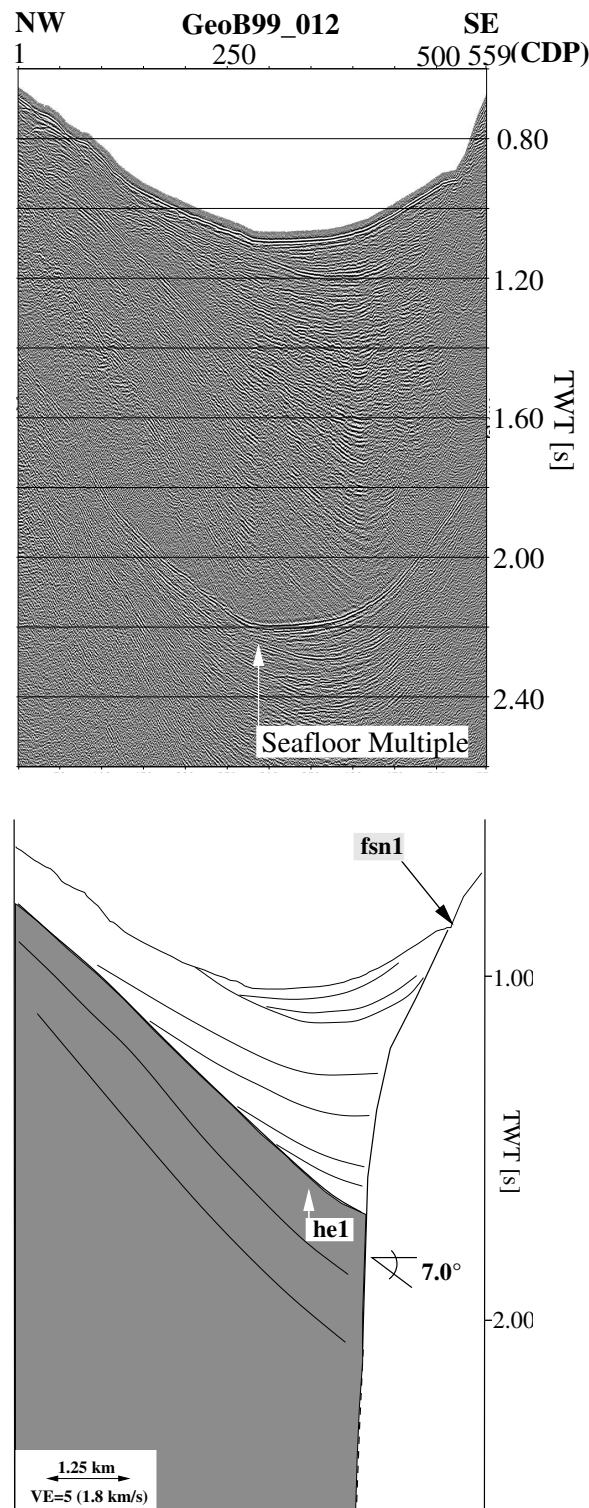 NW GeoB99_012 SE
1 250 500 559 (CDP)
0.80
1.20
1.60
TWT [s]
2.00
2.40
Seafloor Multiple
fsn1
1.00
TWT [s]
he1
7.0°
2.00
1.25 km
VE=5 (1.8 km/s)